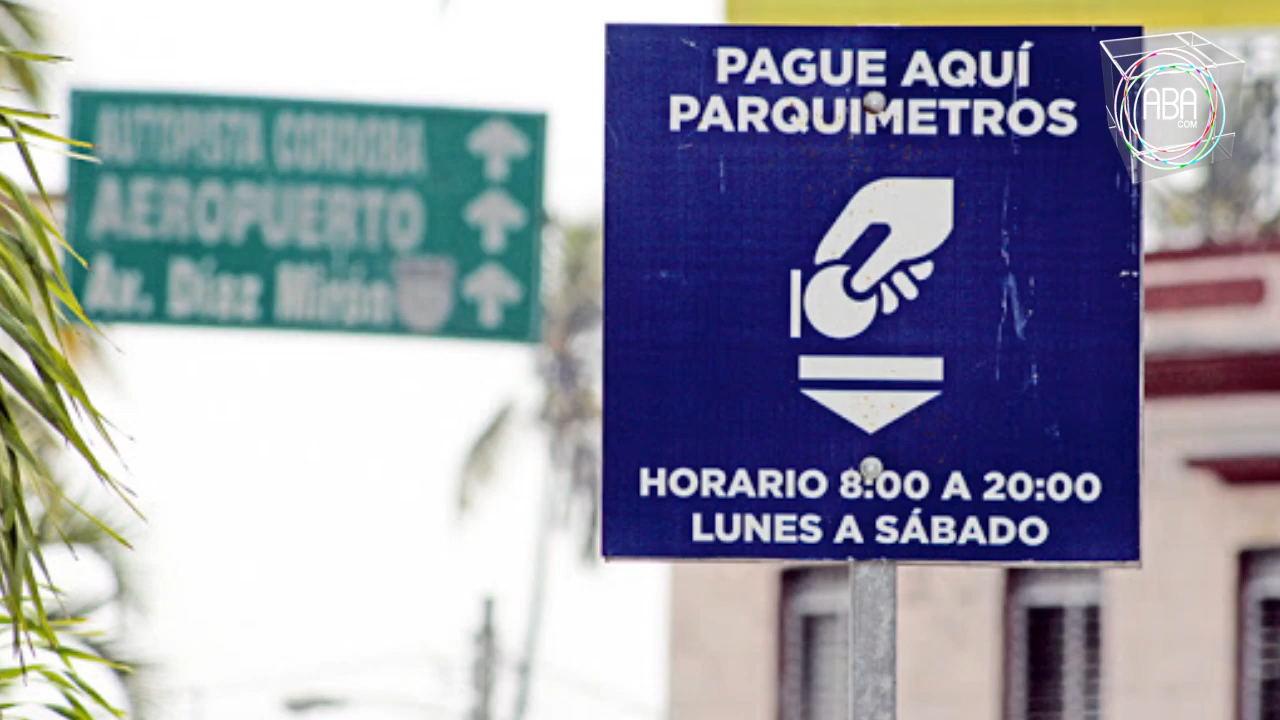 AUTOPISTA CORDOBA
AEROPUERTO
Av. Díaz Mirón
PAGUE AQUÍ
PARQUIMETROS
HORARIO 8:00 A 20:00
LUNES A SÁBADO
ABA
.COM